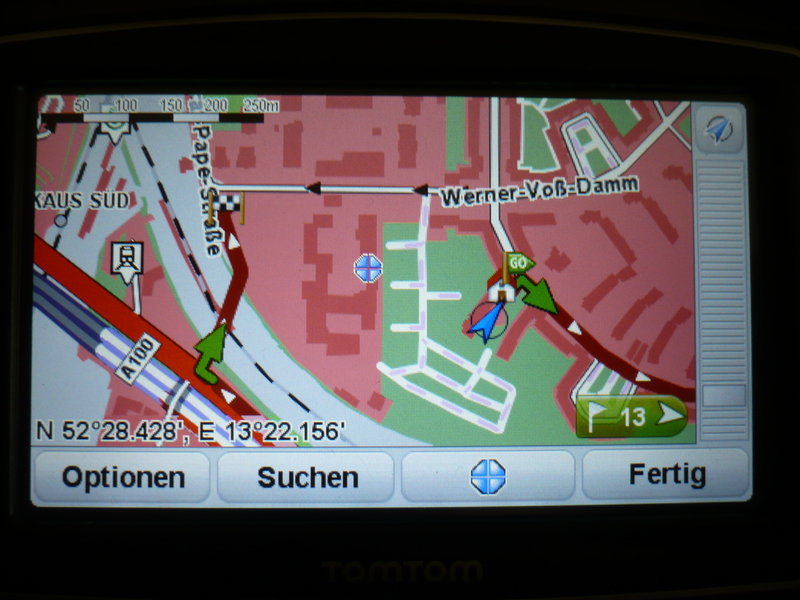 50 100 150 200 250m
Pape-Straße
Werner-Voß-Damm
KAUS SÜD
GO
A100
13
N 52°28.428', E 13°22.156'
Optionen Suchen Fertig
TOMTOM